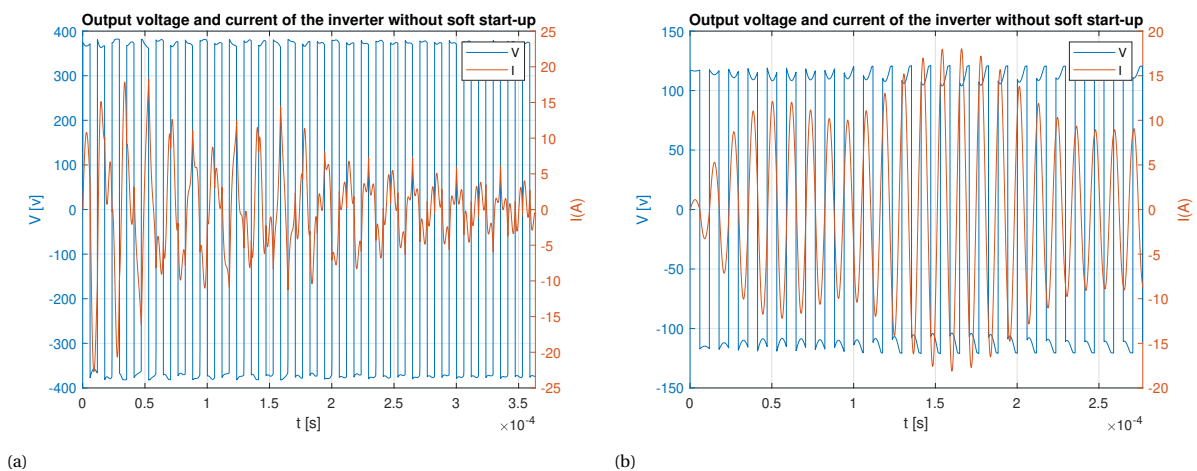 Output voltage and current of the inverter without soft start-up
400
300
200
100
0
-100
-200
-300
-400
V [v]
25
20
15
10
5
0
-5
-10
-15
-20
-25
I(A)
V
I
0 0.5 1 1.5 2 2.5 3 3.5
t [s]
×10⁻⁴
(a)
Output voltage and current of the inverter without soft start-up
150
100
50
0
-50
-100
-150
V [v]
20
15
10
5
0
-5
-10
-15
-20
I(A)
V
I
0 0.5 1 1.5 2 2.5
t [s]
×10⁻⁴
(b)